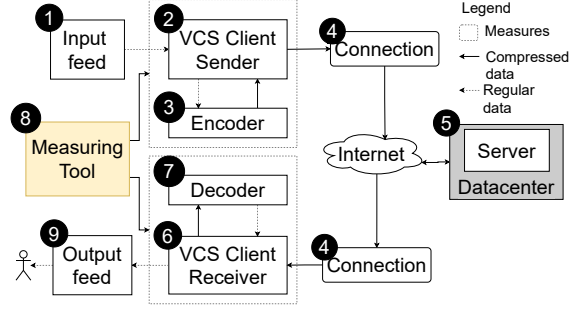 1
Input
feed
2
VCS Client
Sender
3
Encoder
4
Connection
Legend
Measures
Compressed
data
Regular
data
8
Measuring
Tool
Internet
5
Server
Datacenter
7
Decoder
9
Output
feed
6
VCS Client
Receiver
4
Connection